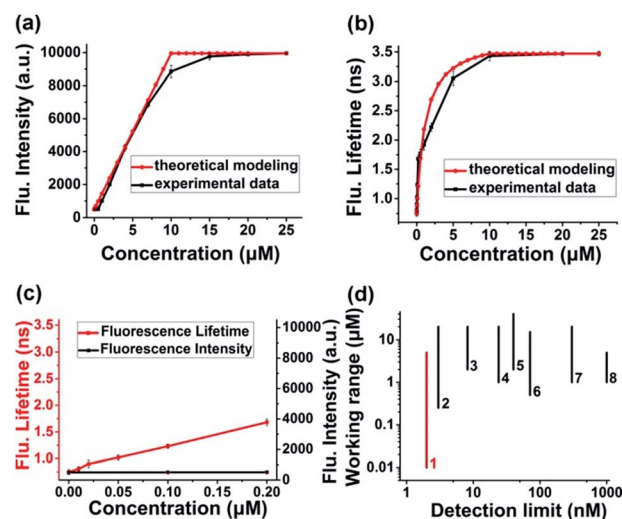 (a)
Flu. Intensity (a.u.)
10000
8000
6000
4000
2000
0
theoretical modeling
experimental data
0 5 10 15 20 25
Concentration (µM)
(b)
Flu. Lifetime (ns)
3.5
3.0
2.5
2.0
1.5
1.0
theoretical modeling
experimental data
0 5 10 15 20 25
Concentration (µM)
(c)
Flu. Lifetime (ns)
3.5
3.0
2.5
2.0
1.5
1.0
Fluorescence Lifetime
Fluorescence Intensity
10000
8000
6000
4000
2000
0
Flu. Intensity (a.u.)
0.00 0.05 0.10 0.15 0.20
Concentration (µM)
(d)
Working range (µM)
10
1
0.1
0.01
1
2
3
4
5
6
7
8
1 10 100 1000
Detection limit (nM)